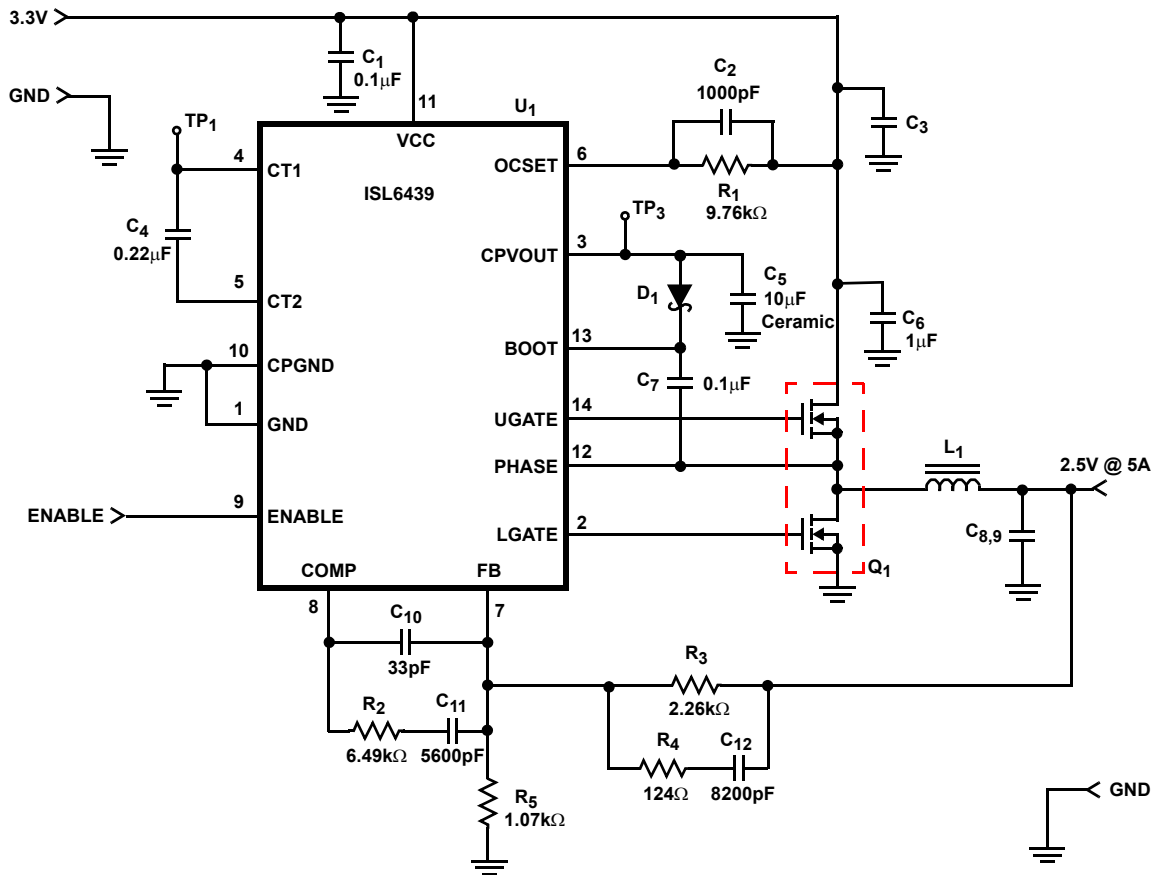 3.3V
C1
0.1μF
GND
11
U1
VCC
C2
1000pF
C3
TP1
4
CT1
ISL6439
OCSET
6
R1
9.76kΩ
C4
0.22μF
TP3
CPVOUT
3
5
CT2
D1
C5
10μF
Ceramic
C6
1μF
10
CPGND
BOOT
13
C7
0.1μF
1
GND
UGATE
14
PHASE
12
L1
2.5V @ 5A
ENABLE
9
ENABLE
LGATE
2
C8,9
Q1
COMP
FB
8
7
C10
33pF
R3
2.26kΩ
R2
6.49kΩ
C11
5600pF
R4
124Ω
C12
8200pF
R5
1.07kΩ
GND